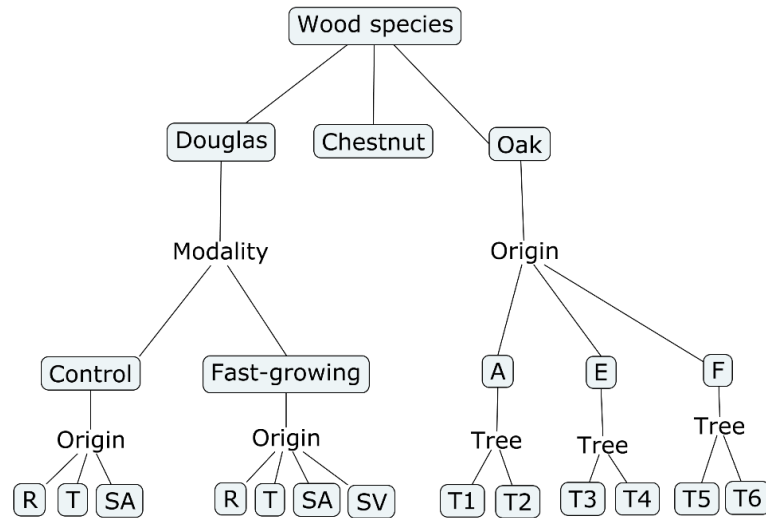 Wood species
Douglas Chestnut Oak
Modality Origin
Control Fast-growing A E F
Origin Origin Tree Tree Tree
R T SA R T SA SV T1 T2 T3 T4 T5 T6